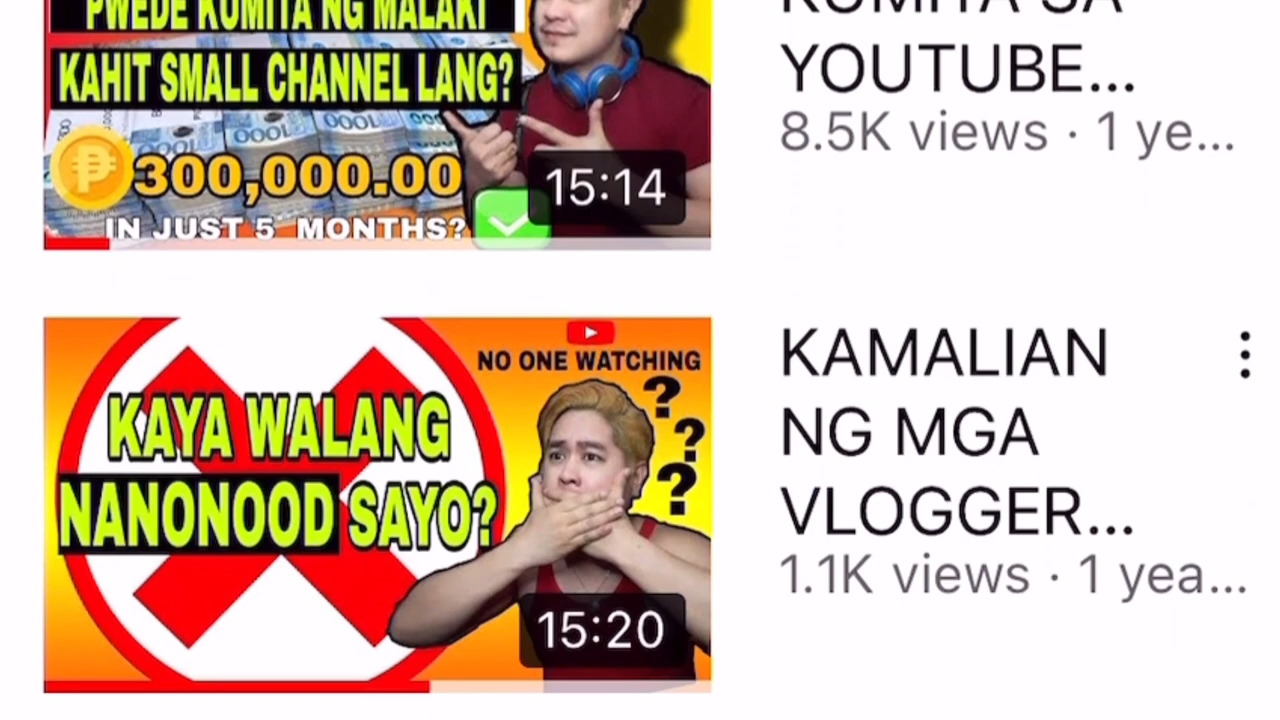 PWEDE KUMITA NG MALAKI
KAHIT SMALL CHANNEL LANG?
300,000.00
IN JUST 5 MONTHS?
15:14
KUMITA SA
YOUTUBE...
8.5K views · 1 ye...
NO ONE WATCHING
? ? ?
KAYA WALANG
NANONOOD SAYO?
15:20
KAMALIAN
NG MGA
VLOGGER...
1.1K views · 1 yea...